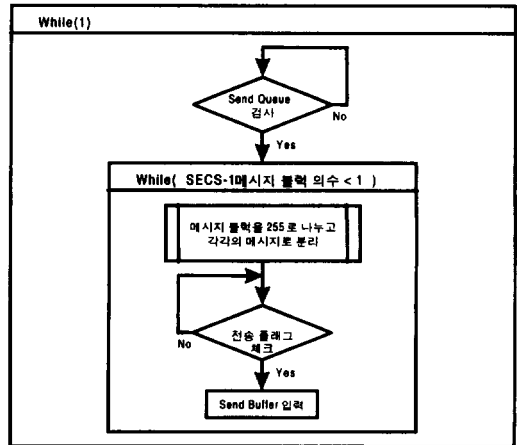 While(1)
Send Queue
검사
No
Yes
While( SECS-1메시지 블럭 의수 < 1 )
메시지 블럭을 255로 나누고
각각의 메시지로 분리
전송 플래그
체크
No
Yes
Send Buffer 입력